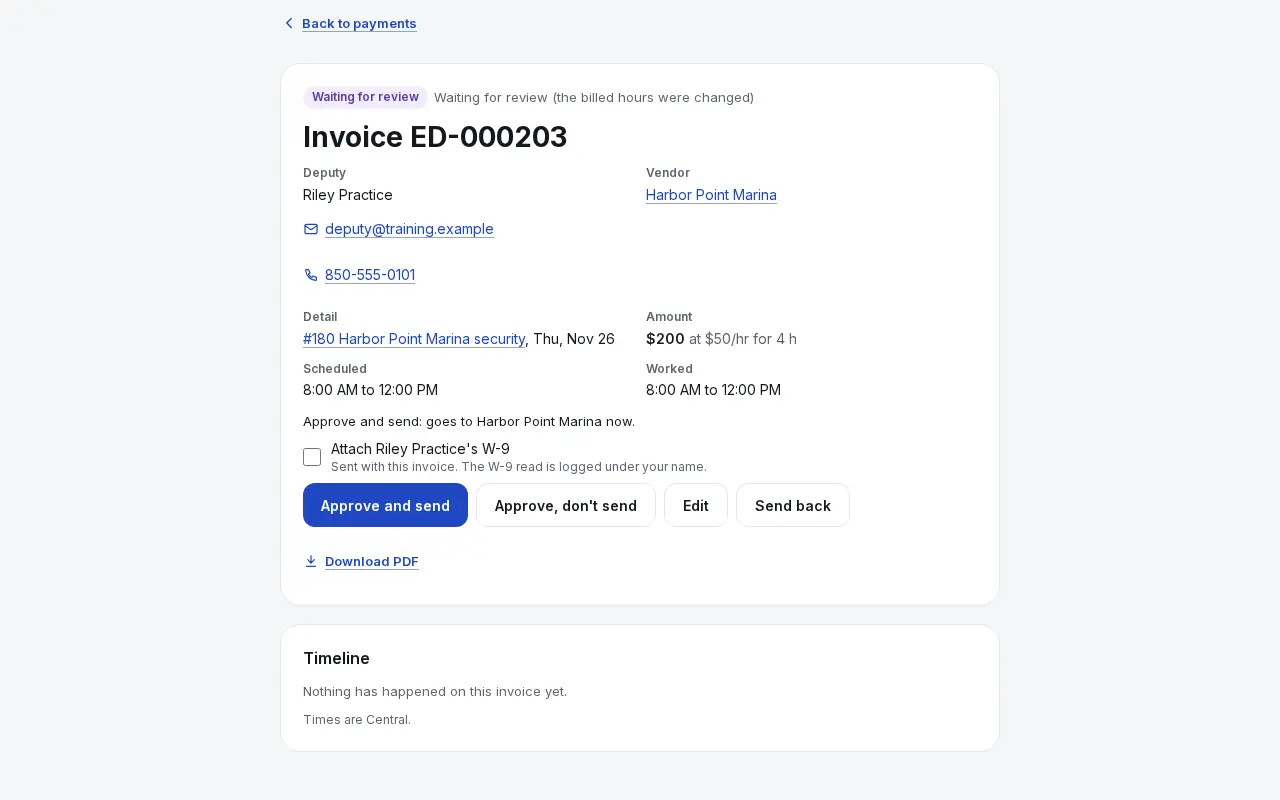 Back to payments
Waiting for review Waiting for review (the billed hours were changed)
Invoice ED-000203
Deputy Vendor
Riley Practice Harbor Point Marina
deputy@training.example
850-555-0101
Detail Amount
#180 Harbor Point Marina security, Thu, Nov 26 $200 at $50/hr for 4 h
Scheduled Worked
8:00 AM to 12:00 PM 8:00 AM to 12:00 PM
Approve and send: goes to Harbor Point Marina now.
Attach Riley Practice's W-9
Sent with this invoice. The W-9 read is logged under your name.
Approve and send Approve, don't send Edit Send back
Download PDF
Timeline
Nothing has happened on this invoice yet.
Times are Central.